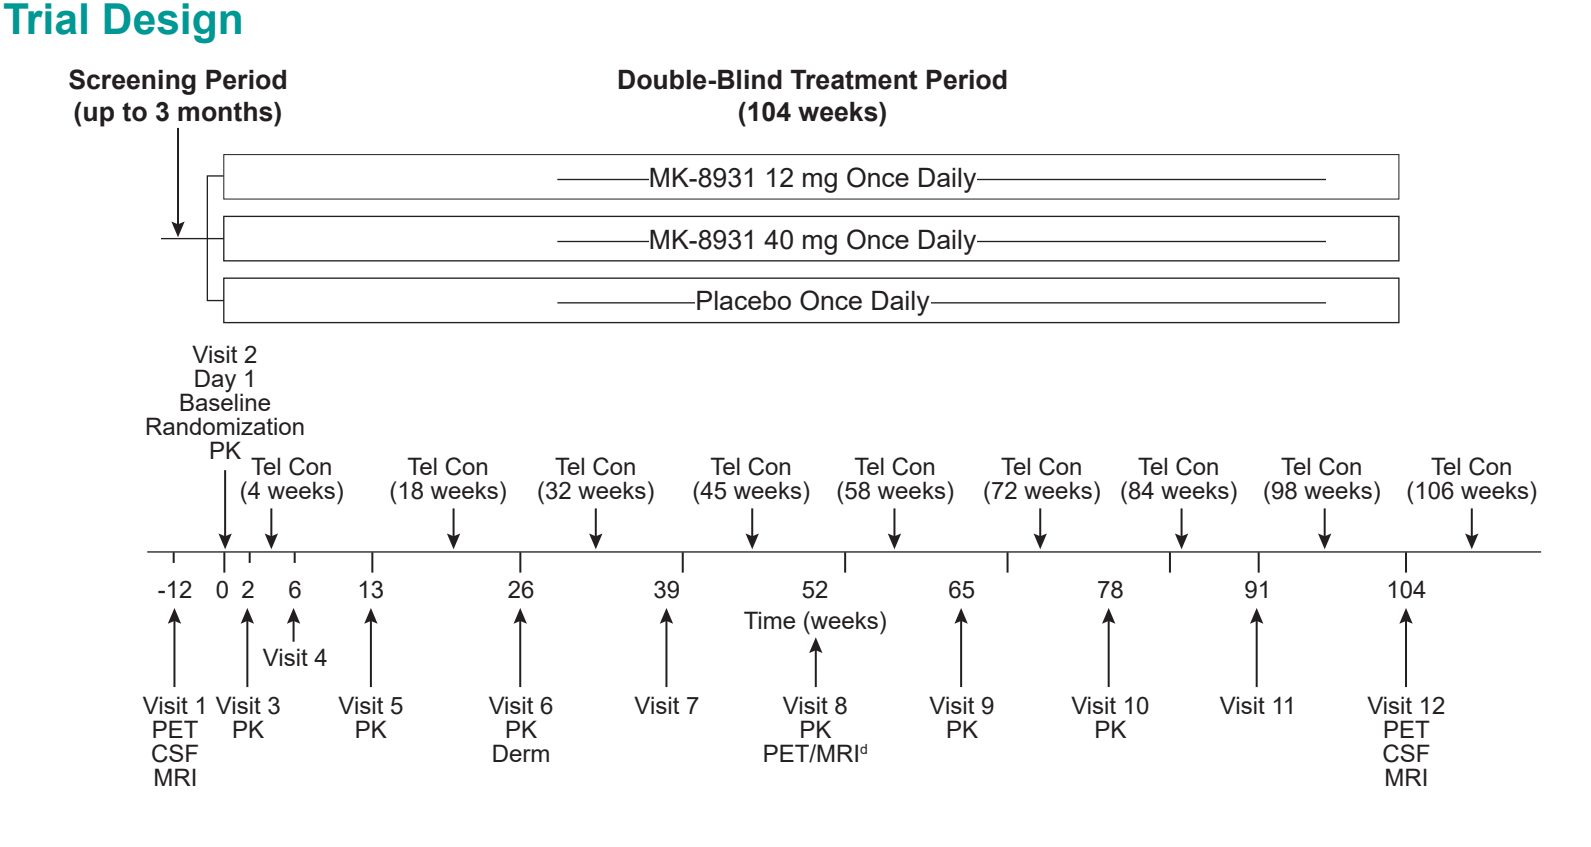 Trial Design
Screening Period
(up to 3 months)
Double-Blind Treatment Period
(104 weeks)
MK-8931 12 mg Once Daily
MK-8931 40 mg Once Daily
Placebo Once Daily
Visit 2
Day 1
Baseline
Randomization
PK
Tel Con
(4 weeks)
Tel Con
(18 weeks)
Tel Con
(32 weeks)
Tel Con
(45 weeks)
Tel Con
(58 weeks)
Tel Con
(72 weeks)
Tel Con
(84 weeks)
Tel Con
(98 weeks)
Tel Con
(106 weeks)
-12 0 2 6 13 26 39 52 65 78 91 104
Time (weeks)
Visit 1
PET
CSF
MRI
Visit 3
PK
Visit 4
Visit 5
PK
Visit 6
PK
Derm
Visit 7
Visit 8
PK
PET/MRIᵈ
Visit 9
PK
Visit 10
PK
Visit 11
Visit 12
PET
CSF
MRI